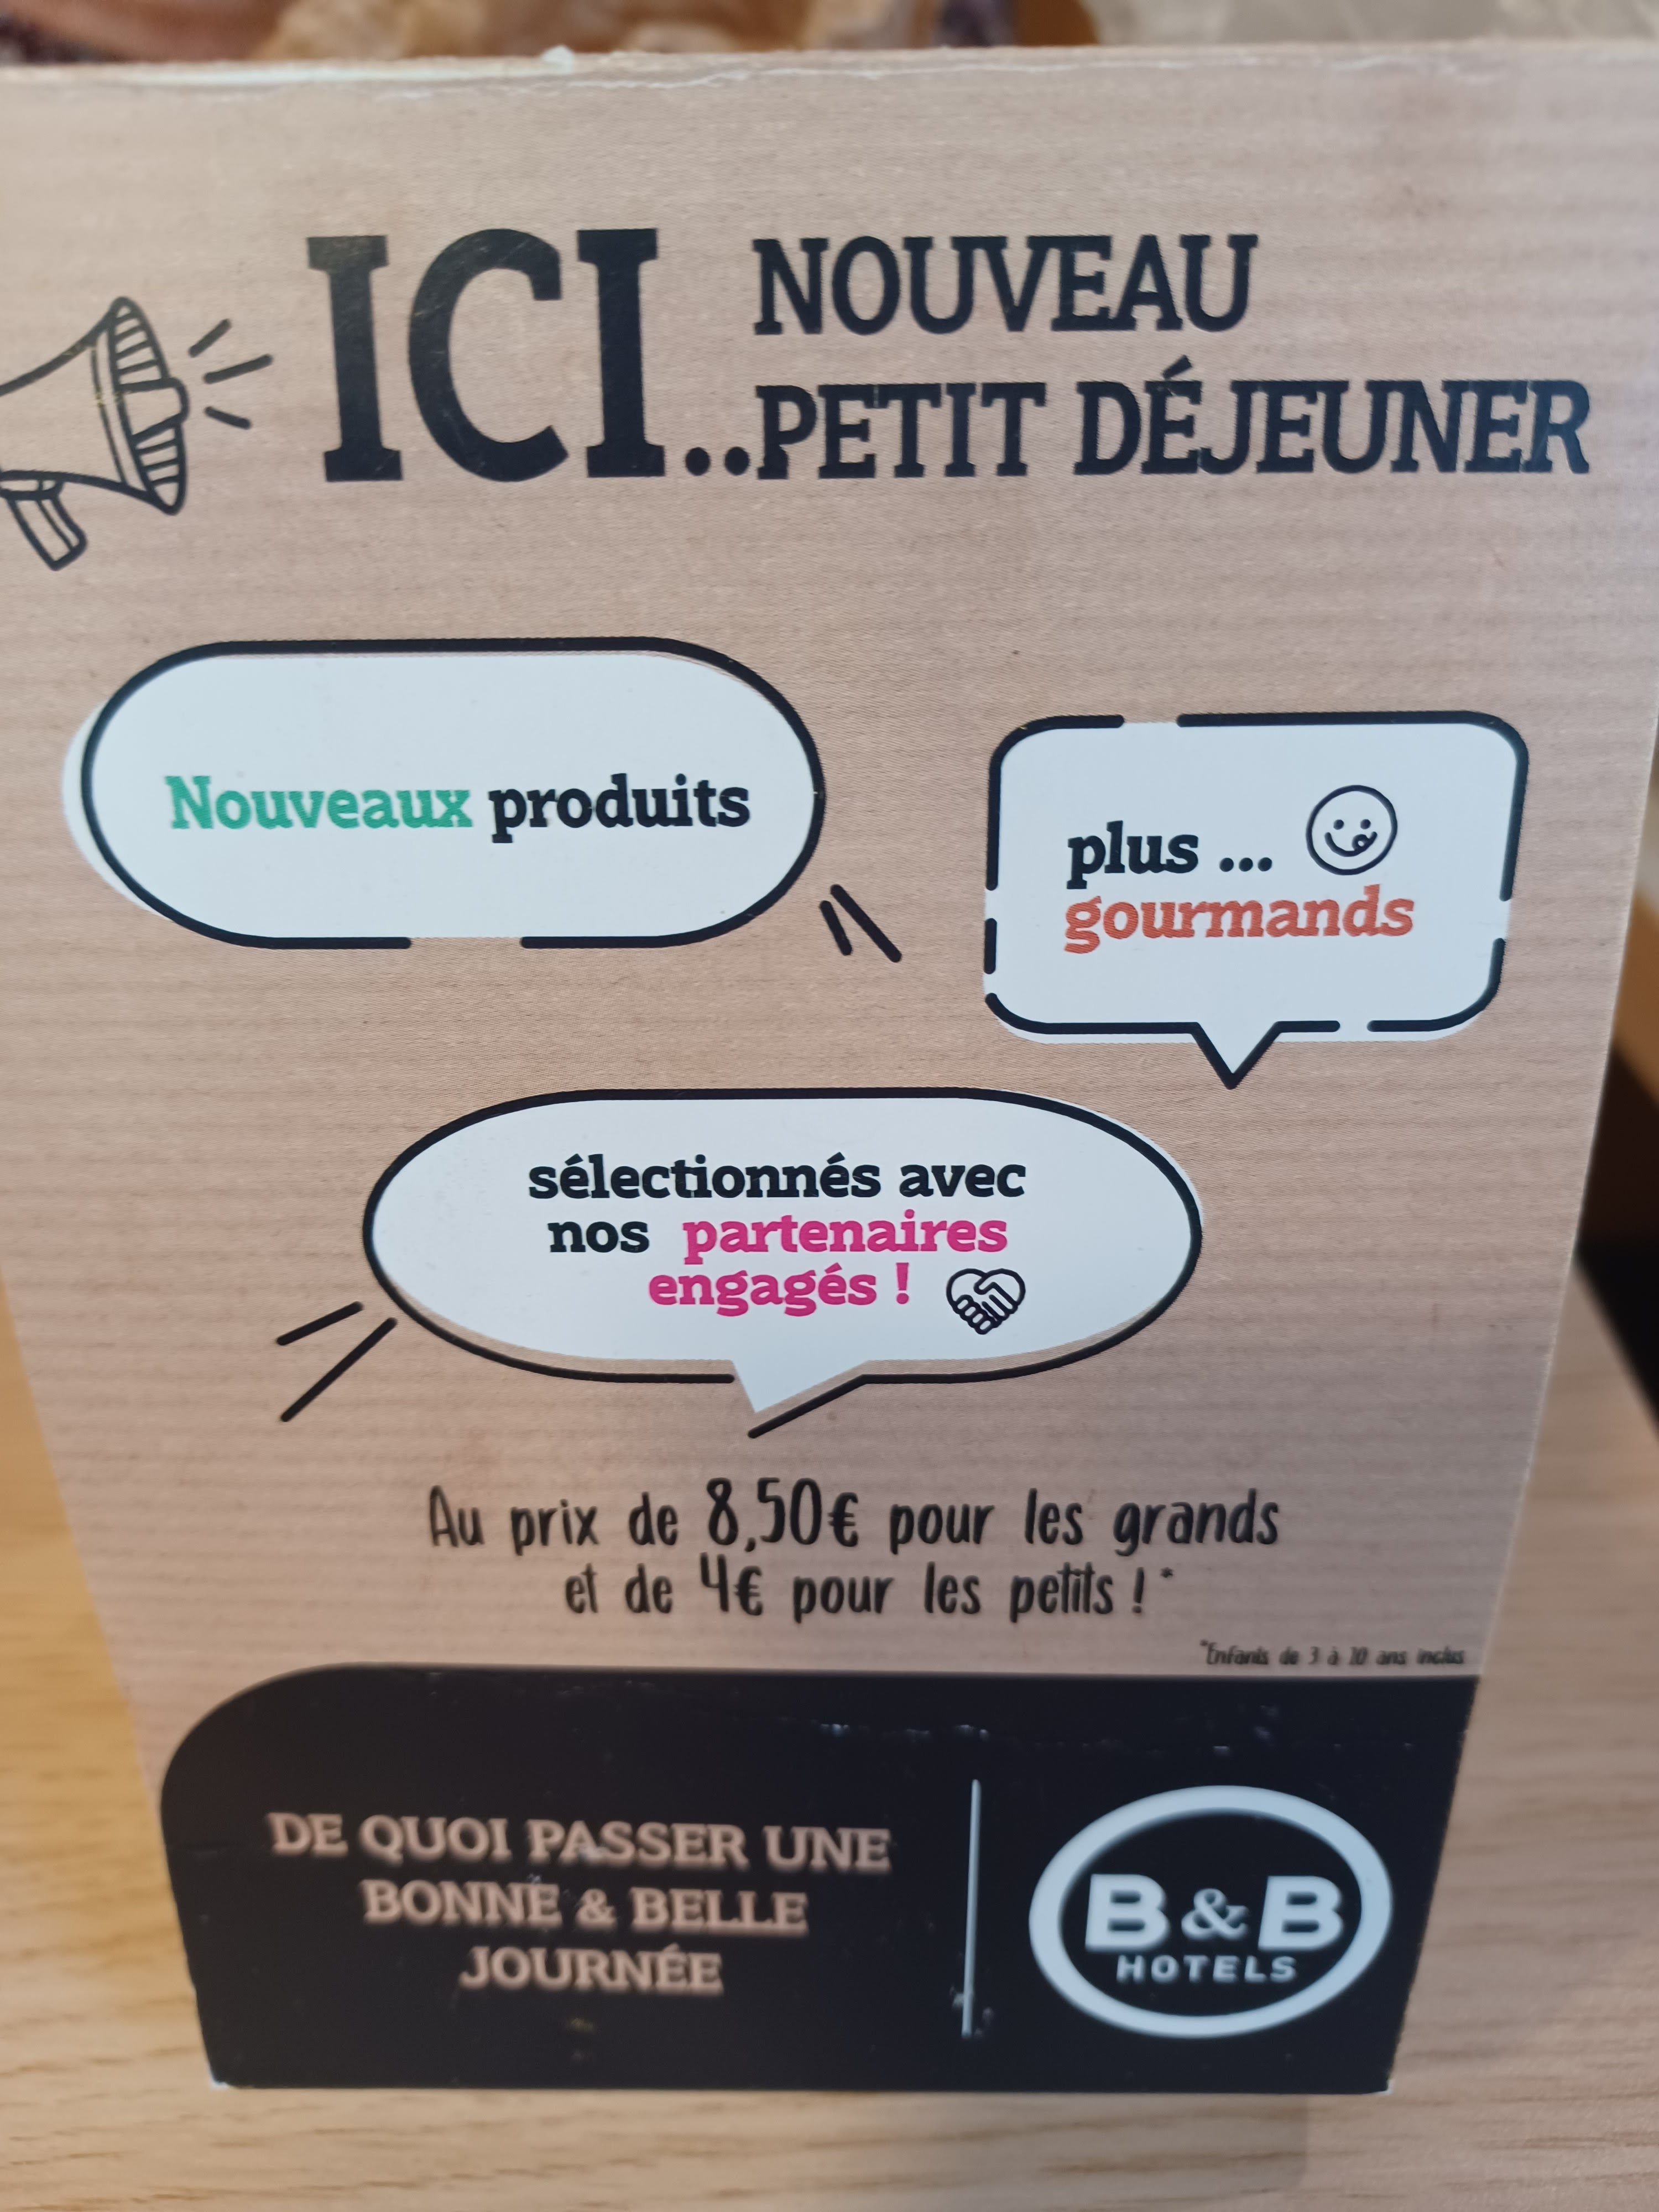 ICI..
NOUVEAU
PETIT DÉJEUNER
Nouveaux produits
plus ...
gourmands
sélectionnés avec
nos partenaires
engagés !
Au prix de 8,50€ pour les grands
et de 4€ pour les petits ! *
*Enfants de 3 à 10 ans inclus
DE QUOI PASSER UNE
BONNE & BELLE
JOURNÉE
B&B
HOTELS